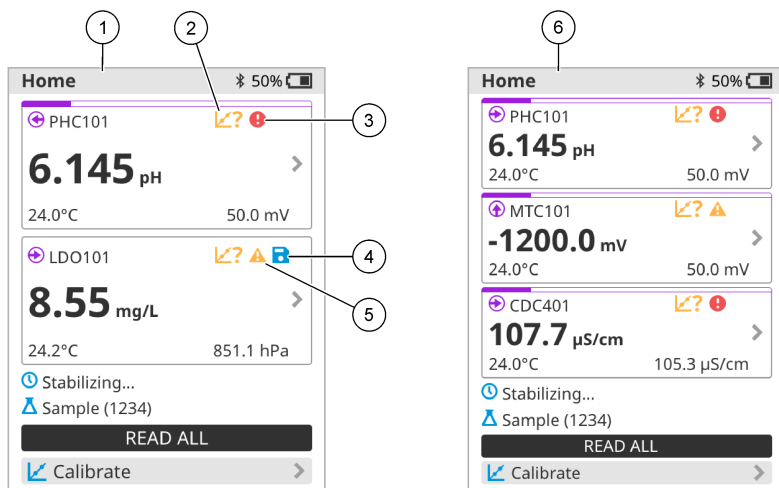 1
2
6
Home 50%
PHC101
3
6.145 pH
24.0°C 50.0 mV
LDO101
4
8.55 mg/L
5
24.2°C 851.1 hPa
Stabilizing...
Sample (1234)
READ ALL
Calibrate
Home 50%
PHC101
6.145 pH
24.0°C 50.0 mV
MTC101
-1200.0 mV
24.0°C 50.0 mV
CDC401
107.7 µS/cm
24.0°C 105.3 µS/cm
Stabilizing...
Sample (1234)
READ ALL
Calibrate